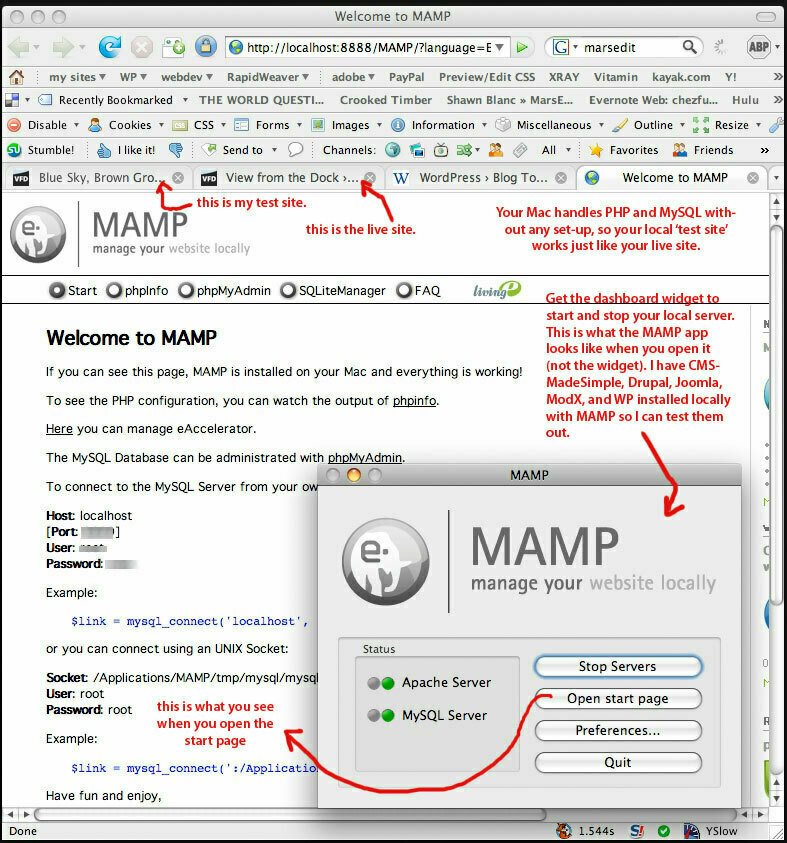 Welcome to MAMP
http://localhost:8888/MAMP/?language=E
G marsedit
ABP
my sites WP webdev RapidWeaver adobe PayPal Preview/Edit CSS XRAY Vitamin kayak.com Y! »
Recently Bookmarked THE WORLD QUESTI... Crooked Timber Shawn Blanc » MarsE... Evernote Web: chezfu... Hulu »
Disable Cookies CSS Forms Images Information Miscellaneous Outline Resize
Stumble! I like it! Send to Channels: All Favorites Friends »
VFD Blue Sky, Brown Gro... VFD View from the Dock ›... W WordPress › Blog To... Welcome to MAMP
this is my test site.
this is the live site.
Your Mac handles PHP and MySQL with-
out any set-up, so your local ‘test site’
works just like your live site.
e.
MAMP
manage your website locally
Start phpInfo phpMyAdmin SQLiteManager FAQ living e
Get the dashboard widget to
start and stop your local server.
This is what the MAMP app
looks like when you open it
(not the widget). I have CMS-
MadeSimple, Drupal, Joomla,
ModX, and WP installed locally
with MAMP so I can test them
out.
Welcome to MAMP
If you can see this page, MAMP is installed on your Mac and everything is working!
To see the PHP configuration, you can watch the output of phpinfo.
Here you can manage eAccelerator.
The MySQL Database can be administrated with phpMyAdmin.
To connect to the MySQL Server from your ow
Host: localhost
[Port: ]
User: root
Password:
Example:
$link = mysql_connect('localhost',
or you can connect using an UNIX Socket:
Socket: /Applications/MAMP/tmp/mysql/mysql
User: root
Password: root
this is what you see
when you open the
start page
Example:
$link = mysql_connect(':/Application
Have fun and enjoy,
MAMP
e.
MAMP
manage your website locally
Status
Apache Server
MySQL Server
Stop Servers
Open start page
Preferences...
Quit
Done 1.544s S! YSlow